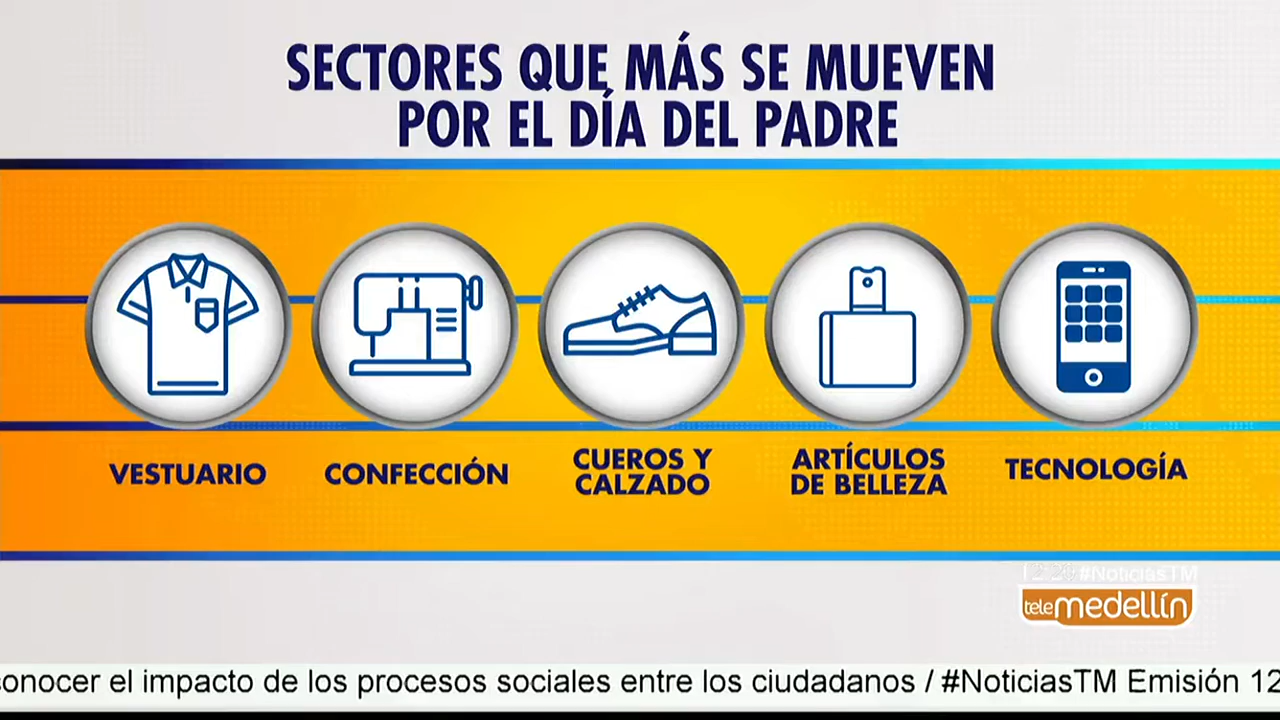 SECTORES QUE MÁS SE MUEVEN
POR EL DÍA DEL PADRE
VESTUARIO
CONFECCIÓN
CUEROS Y
CALZADO
ARTÍCULOS
DE BELLEZA
TECNOLOGÍA
#NoticiasTM
telemedellín
conocer el impacto de los procesos sociales entre los ciudadanos / #NoticiasTM Emisión 12